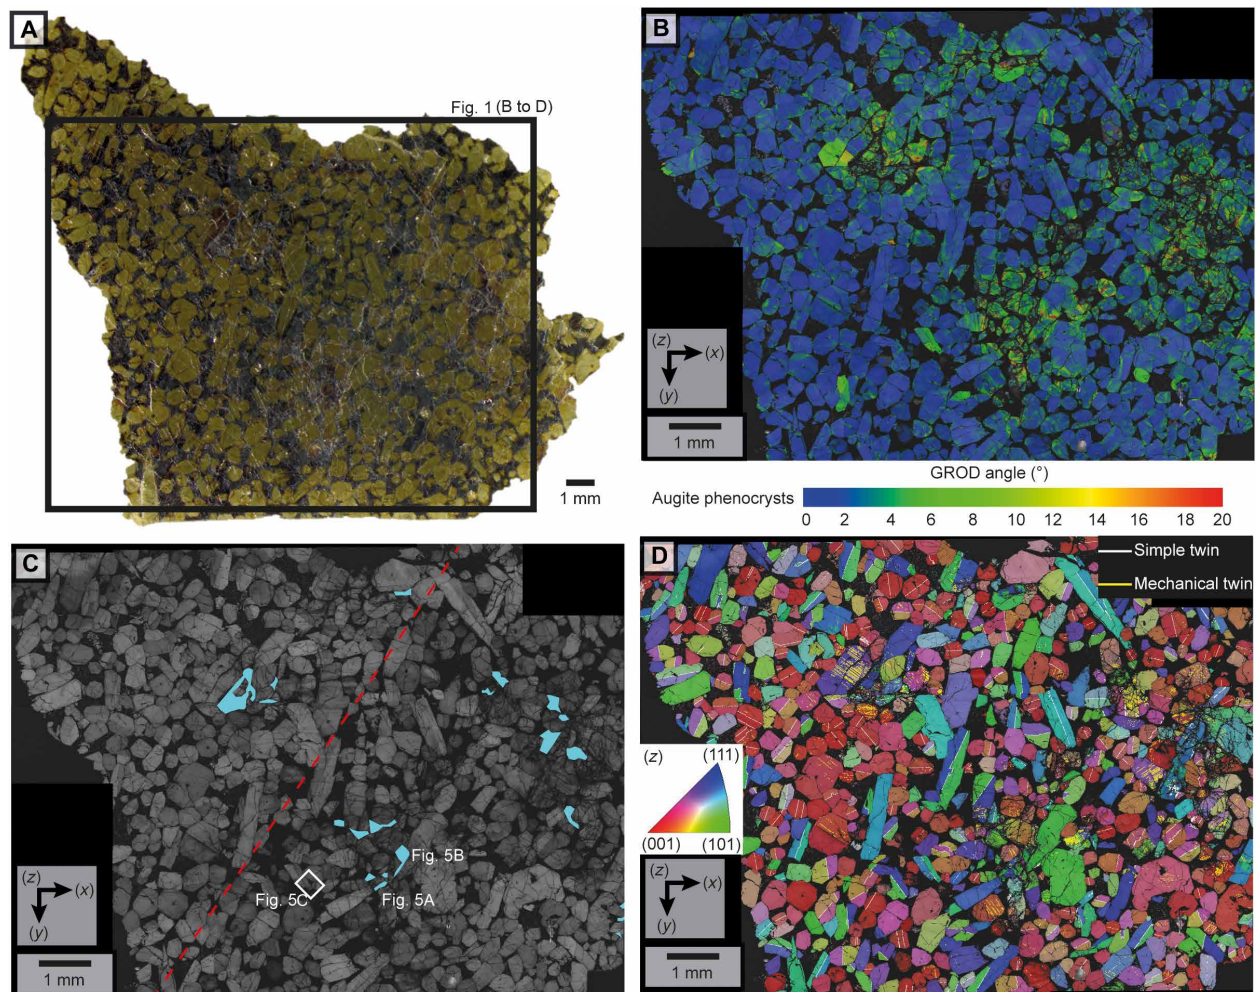 A
Fig. 1 (B to D)
1 mm
B
(z)
(x)
(y)
1 mm
GROD angle (°)
Augite phenocrysts
0 2 4 6 8 10 12 14 16 18 20
C
Fig. 5B
Fig. 5C
Fig. 5A
(z)
(x)
(y)
1 mm
D
Simple twin
Mechanical twin
(z)
(111)
(001)
(101)
(z)
(x)
(y)
1 mm